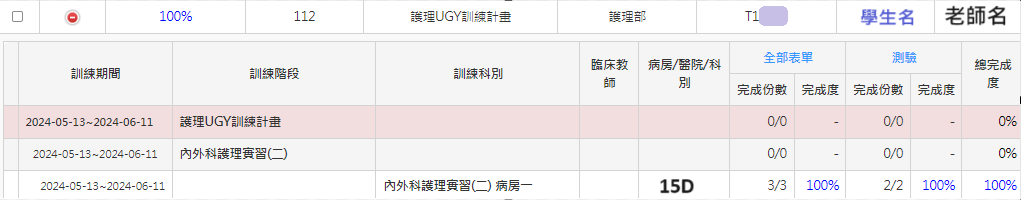 100% 112 護理UGY訓練計畫 護理部 T1 學生名 老師名
訓練期間 訓練階段 訓練科別 臨床教師 病房/醫院/科別 全部表單 測驗 總完成度
完成份數 完成度 完成份數 完成度
2024-05-13~2024-06-11 護理UGY訓練計畫 0/0 - 0/0 - 0%
2024-05-13~2024-06-11 內外科護理實習(二) 0/0 - 0/0 - 0%
2024-05-13~2024-06-11 內外科護理實習(二) 病房一 15D 3/3 100% 2/2 100% 100%